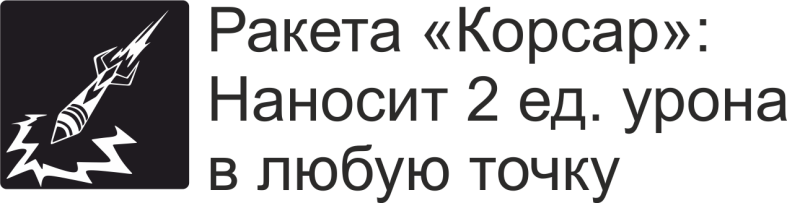 Ракета «Корсар»:
Наносит 2 ед. урона
в любую точку